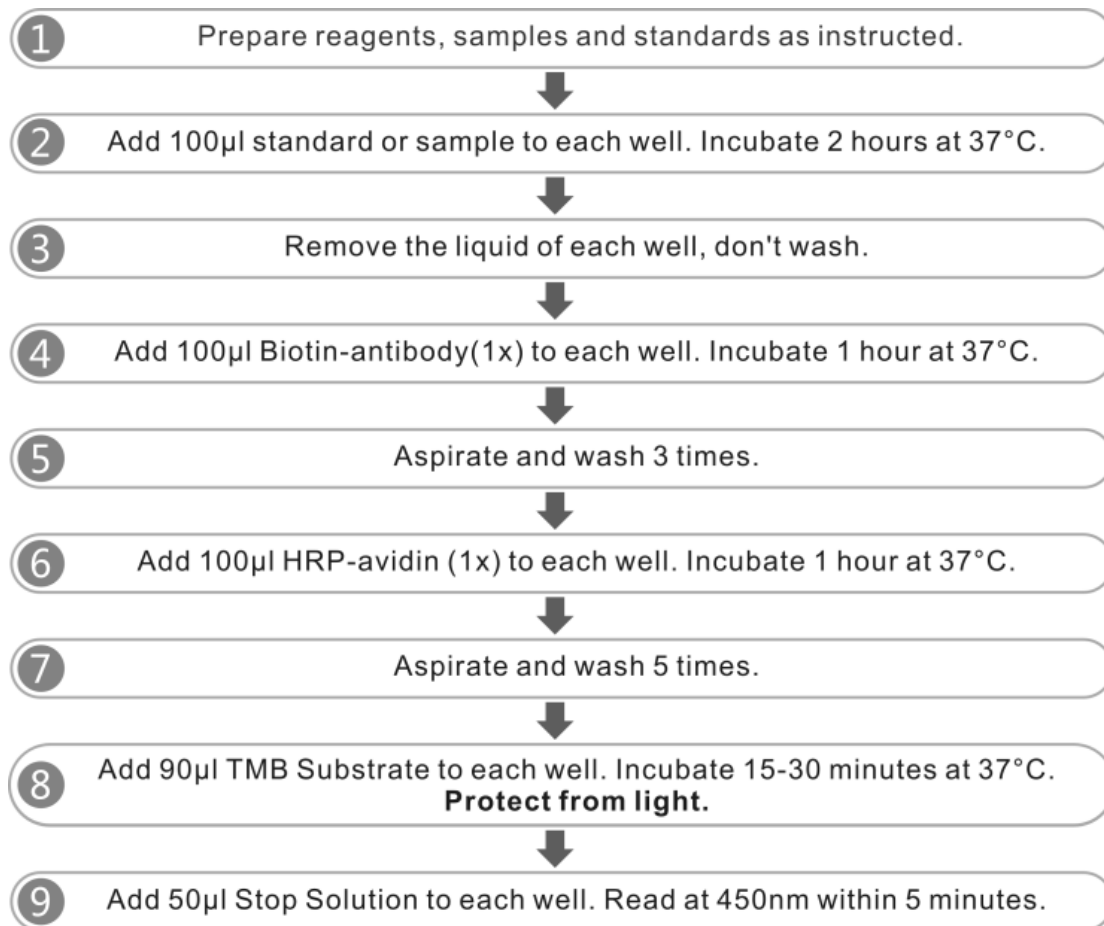 1 Prepare reagents, samples and standards as instructed.
2 Add 100µl standard or sample to each well. Incubate 2 hours at 37°C.
3 Remove the liquid of each well, don't wash.
4 Add 100µl Biotin-antibody(1x) to each well. Incubate 1 hour at 37°C.
5 Aspirate and wash 3 times.
6 Add 100µl HRP-avidin (1x) to each well. Incubate 1 hour at 37°C.
7 Aspirate and wash 5 times.
8 Add 90µl TMB Substrate to each well. Incubate 15-30 minutes at 37°C.
Protect from light.
9 Add 50µl Stop Solution to each well. Read at 450nm within 5 minutes.